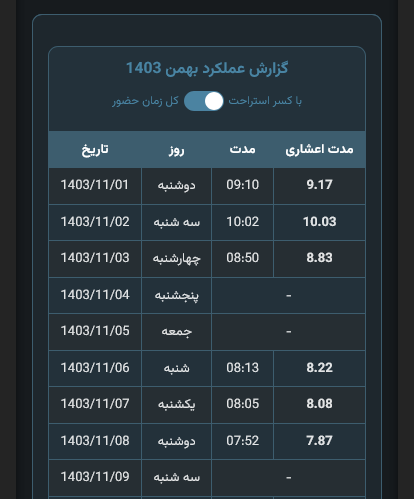 گزارش عملکرد بهمن 1403
با کسر استراحت کل زمان حضور
مدت اعشاری مدت روز تاریخ
9.17 09:10 دوشنبه 1403/11/01
10.03 10:02 سه شنبه 1403/11/02
8.83 08:50 چهارشنبه 1403/11/03
- پنجشنبه 1403/11/04
- جمعه 1403/11/05
8.22 08:13 شنبه 1403/11/06
8.08 08:05 یکشنبه 1403/11/07
7.87 07:52 دوشنبه 1403/11/08
- سه شنبه 1403/11/09